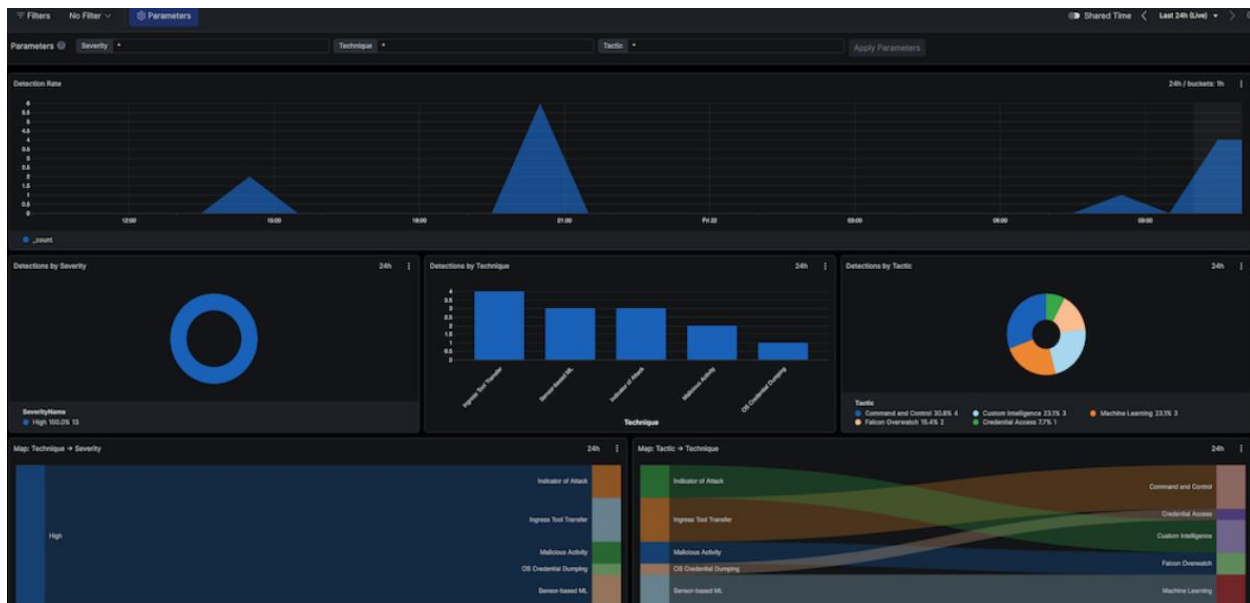 Filters No Filter Parameters Shared Time Last 24h (Live)
Parameters Severity * Technique * Tactic * Apply Parameters
Detection Rate 24h / buckets: 1h
6
5.5
5
4.5
4
3.5
3
2.5
2
1.5
1
0.5
0
12:00 15:00 18:00 21:00 Fri 22 03:00 06:00 09:00
_count
Detections by Severity 24h
SeverityName
High 100.0% 13
Detections by Technique 24h
4
3.5
3
2.5
2
1.5
1
0.5
0
Ingress Tool Transfer
Sensor-based ML
Indicator of Attack
Malicious Activity
OS Credential Dumping
Technique
Detections by Tactic 24h
Tactic
Command and Control 30.8% 4 Custom Intelligence 23.1% 3 Machine Learning 23.1% 3
Falcon Overwatch 15.4% 2 Credential Access 7.7% 1
Map: Technique → Severity 24h
High
Indicator of Attack
Ingress Tool Transfer
Malicious Activity
OS Credential Dumping
Sensor-based ML
Map: Tactic → Technique 24h
Indicator of Attack
Ingress Tool Transfer
Malicious Activity
OS Credential Dumping
Sensor-based ML
Command and Control
Credential Access
Custom Intelligence
Falcon Overwatch
Machine Learning